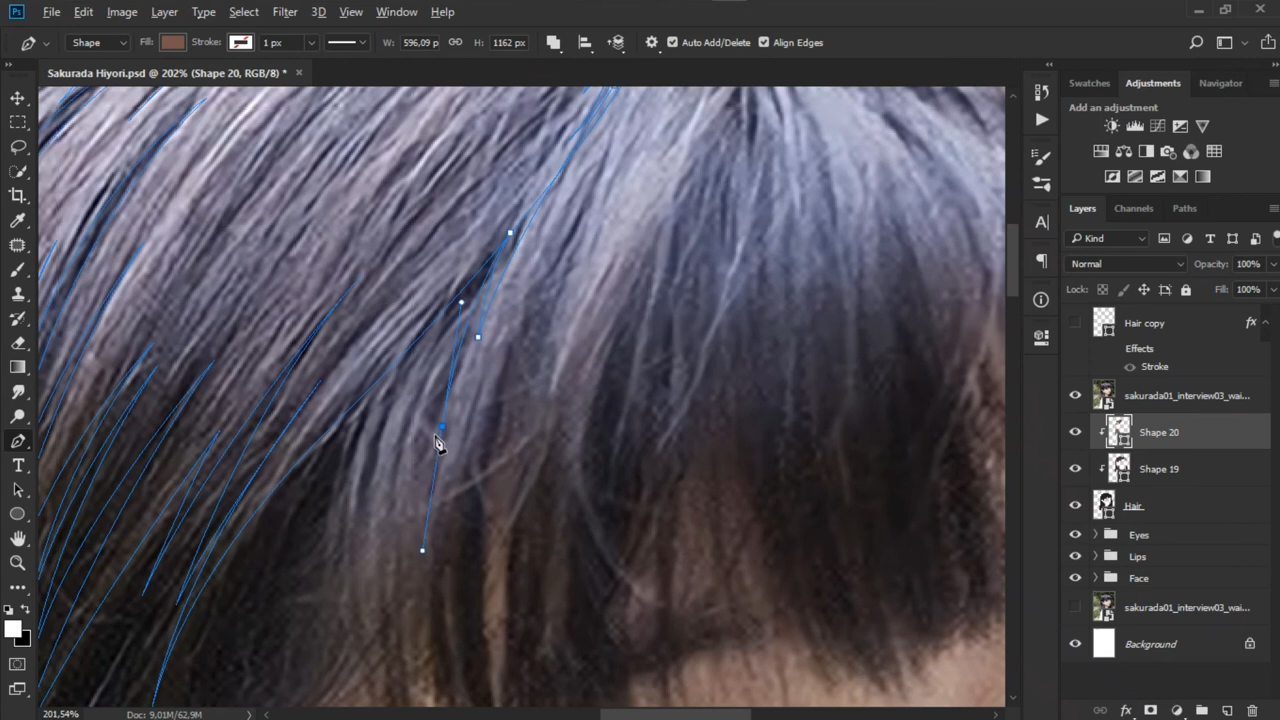 Ps File Edit Image Layer Type Select Filter 3D View Window Help
Shape Fill: Stroke: 1 px W: 596,09 p H: 1162 px Auto Add/Delete Align Edges
Sakurada Hiyori.psd @ 202% (Shape 20, RGB/8) *
Swatches Adjustments Navigator
Add an adjustment
Layers Channels Paths
Kind
Normal Opacity: 100%
Lock: Fill: 100%
Hair copy fx
Effects
Stroke
sakurada01_interview03_wai...
Shape 20
Shape 19
Hair
Eyes
Lips
Face
sakurada01_interview03_wai...
Background
201,54% Doc: 9,01M/62,9M